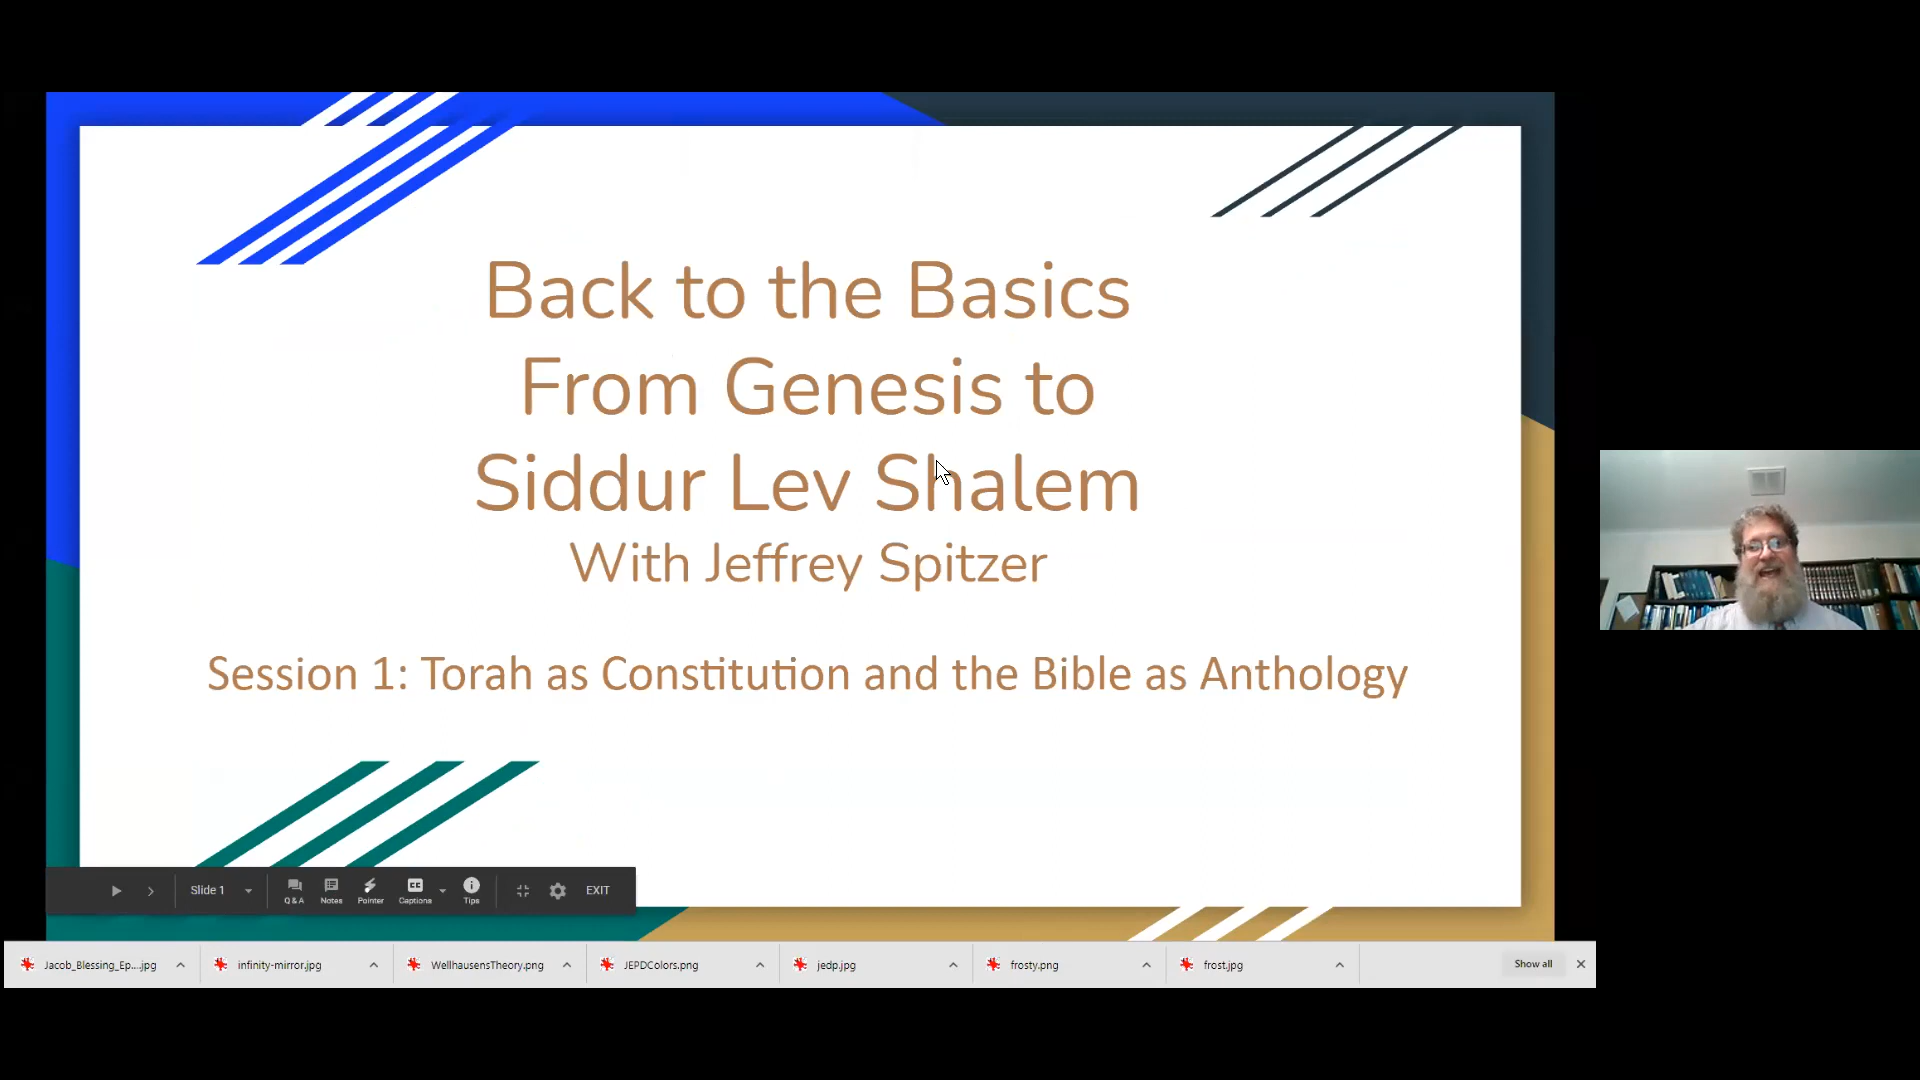 Back to the Basics
From Genesis to
Siddur Lev Shalem
With Jeffrey Spitzer
Session 1: Torah as Constitution and the Bible as Anthology
Slide 1
Q & A
Notes
Pointer
Captions
Tips
EXIT
Jacob_Blessing_Ep....jpg
infinity-mirror.jpg
WellhausensTheory.png
JEPDColors.png
jedp.jpg
frosty.png
frost.jpg
Show all